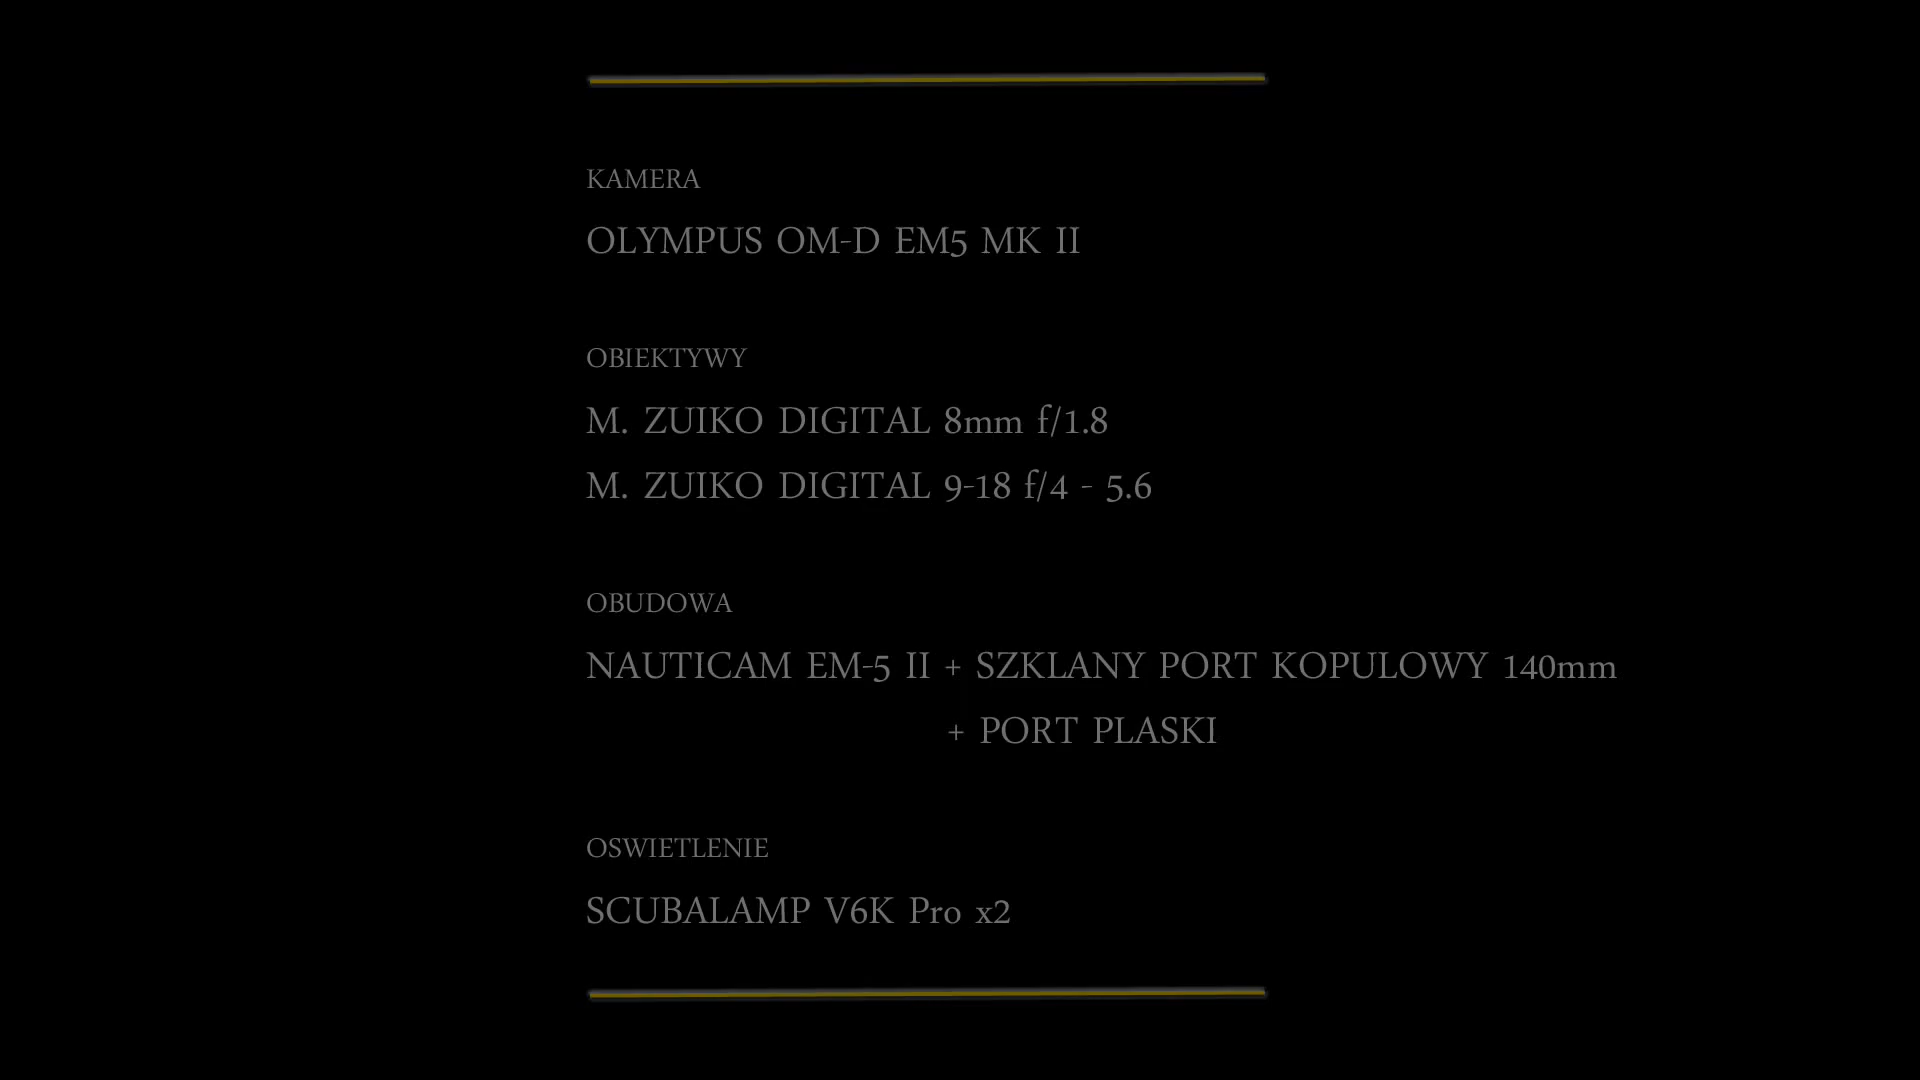 KAMERA
OLYMPUS OM-D EM5 MK II
OBIEKTYWY
M. ZUIKO DIGITAL 8mm f/1.8
M. ZUIKO DIGITAL 9-18 f/4 - 5.6
OBUDOWA
NAUTICAM EM-5 II + SZKLANY PORT KOPULOWY 140mm
+ PORT PLASKI
OSWIETLENIE
SCUBALAMP V6K Pro x2